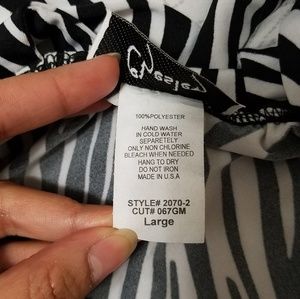 100%POLYESTER
HAND WASH
IN COLD WATER
SEPARETELY
ONLY NON CHLORINE
BLEACH WHEN NEEDED
HANG TO DRY
DO NOT IRON
MADE IN U.S.A
STYLE# 2070-2
CUT# 067GM
Large